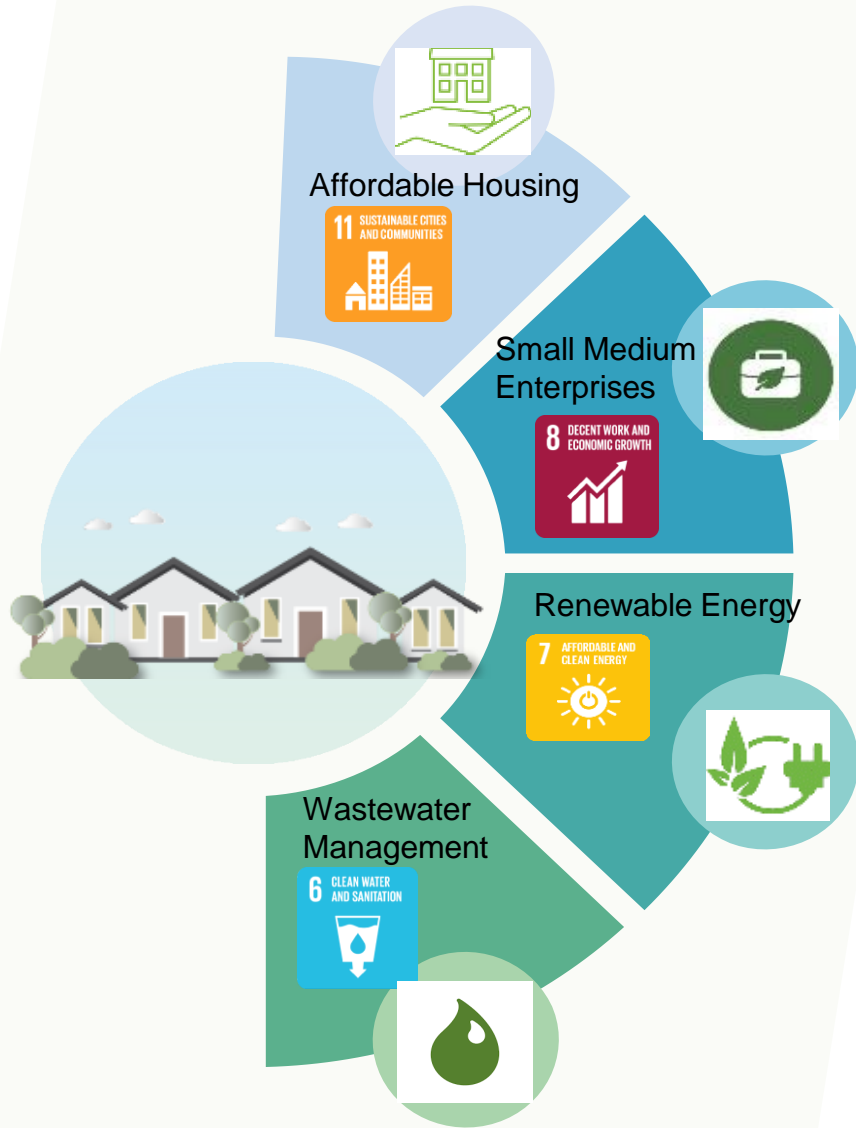 Affordable Housing
11 SUSTAINABLE CITIES
AND COMMUNITIES
Small Medium
Enterprises
8 DECENT WORK AND
ECONOMIC GROWTH
Renewable Energy
7 AFFORDABLE AND
CLEAN ENERGY
Wastewater
Management
6 CLEAN WATER
AND SANITATION